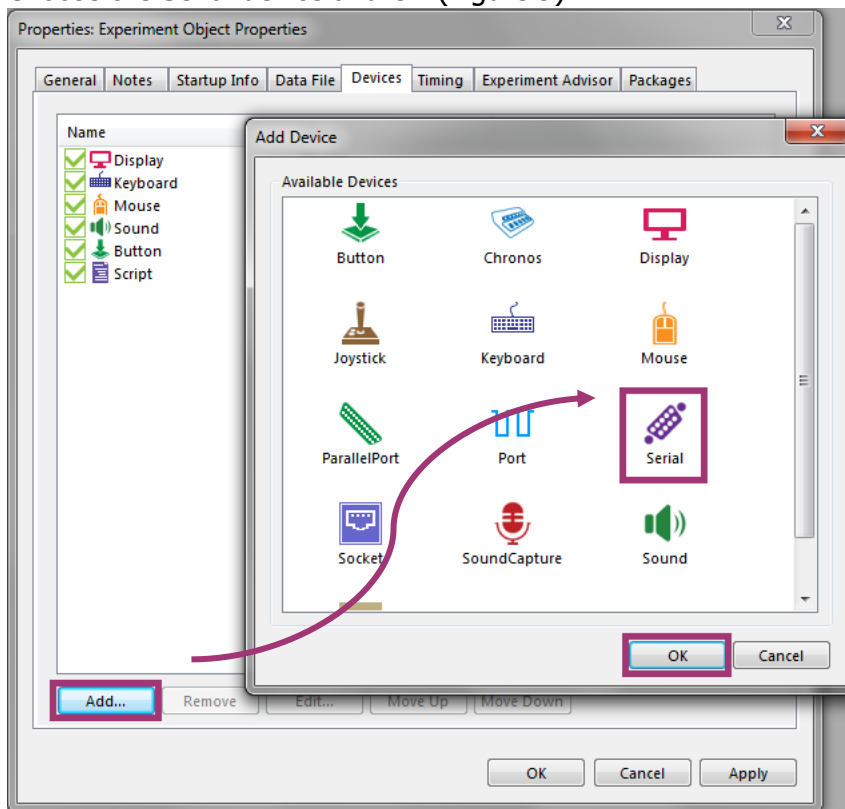 Properties: Experiment Object Properties
General Notes Startup Info Data File Devices Timing Experiment Advisor Packages
Name
Display
Keyboard
Mouse
Sound
Button
Script
Add Device
Available Devices
Button Chronos Display
Joystick Keyboard Mouse
ParallelPort Port Serial
Socket SoundCapture Sound
OK Cancel
Add... Remove Edit... Move Up Move Down
OK Cancel Apply